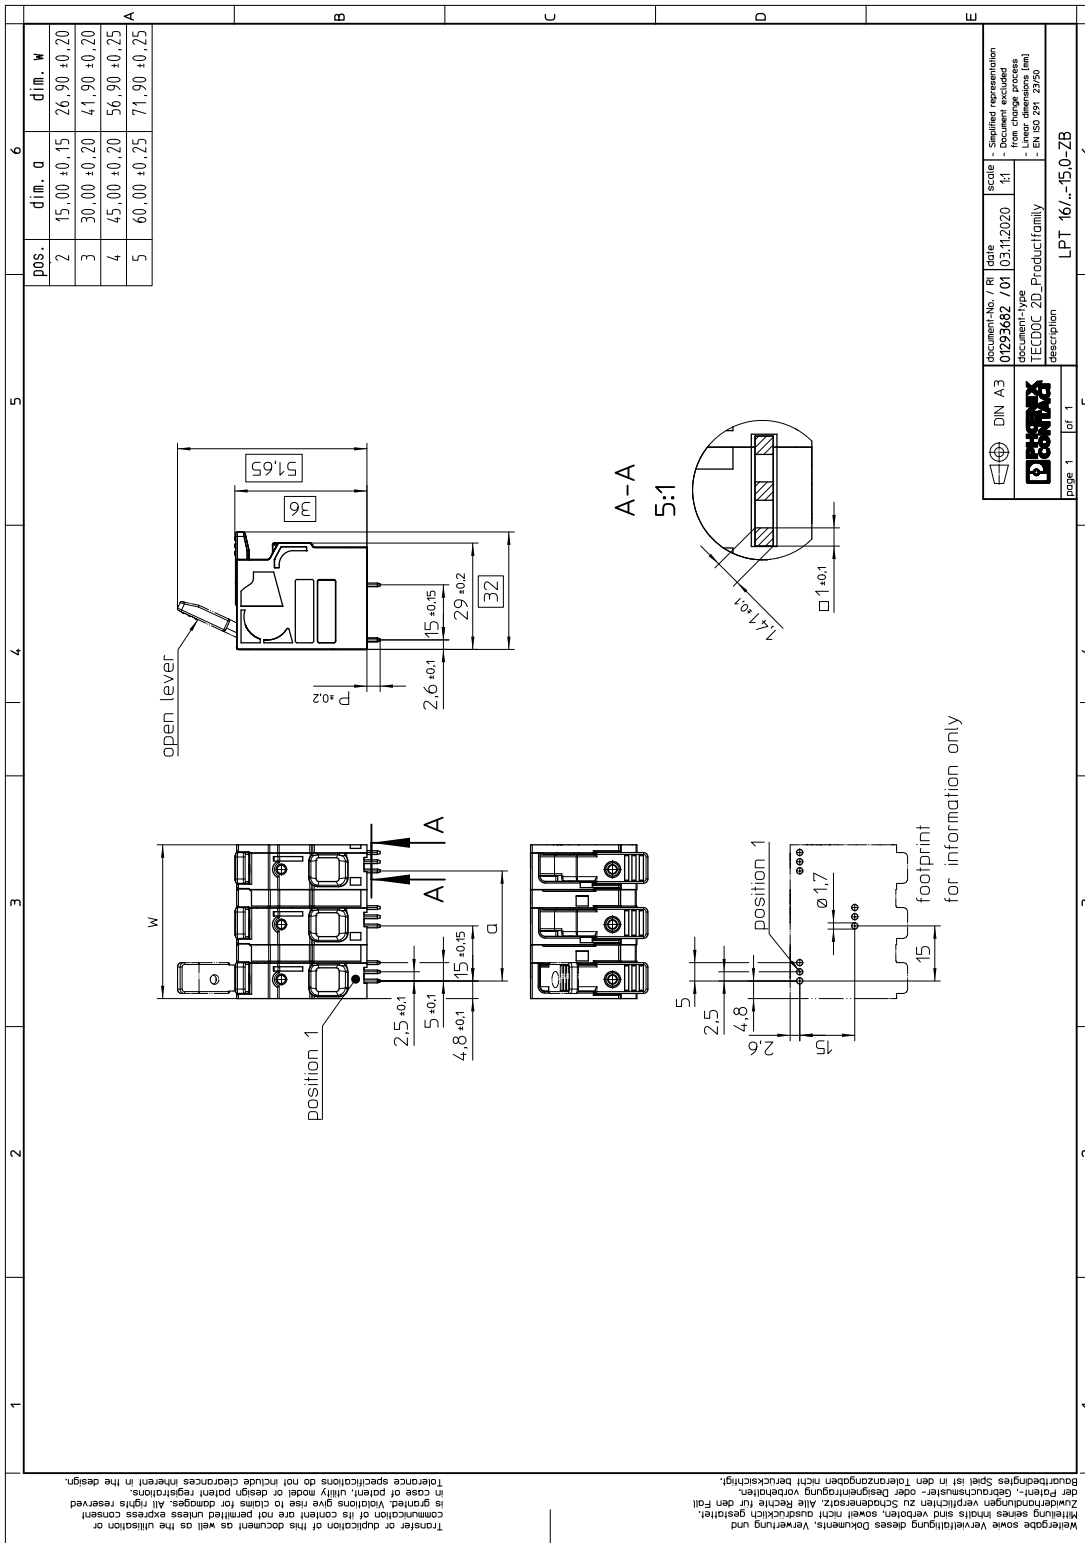 pos. dim. a dim. w
2 15,00 ±0,15 26,90 ±0,20
3 30,00 ±0,20 41,90 ±0,20
4 45,00 ±0,20 56,90 ±0,25
5 60,00 ±0,25 71,90 ±0,25
1
2
3
4
5
6
A
B
C
D
E
w
position 1
2,5 ±0,1
5 ±0,1
4,8 ±0,1
15 ±0,15
a
A
A
open lever
51,65
36
P ±0,2
2,6 ±0,1
15 ±0,15
29 ±0,2
32
A-A
5:1
1,41 ±0,1
□ 1 ±0,1
position 1
5
2,5
4,8
2,6
15
ø 1,7
15
footprint
for information only
DIN A3
PHOENIX
CONTACT
page 1 of 1
document-No. / RI
01293682 / 01
date
03.11.2020
scale
1:1
- Simplified representation
- Document excluded
from change process
- Linear dimensions [mm]
- EN ISO 291 23/50
document-type
TECDOC 2D_Productfamily
description
LPT 16/..-15,0-ZB
Weitergabe sowie Vervielfältigung dieses Dokuments, Verwertung und
Mitteilung seines Inhalts sind verboten, soweit nicht ausdrücklich gestattet.
Zuwiderhandlungen verpflichten zu Schadenersatz. Alle Rechte für den Fall
der Patent-, Gebrauchsmuster- oder Designeintragung vorbehalten.
Bauartbedingtes Spiel ist in den Toleranzangaben nicht berücksichtigt.
Transfer or duplication of this document as well as the utilisation or
communication of its content are not permitted unless express consent
is granted. Violations give rise to claims for damages. All rights reserved
in case of patent, utility model or design patent registrations.
Tolerance specifications do not include clearances inherent in the design.